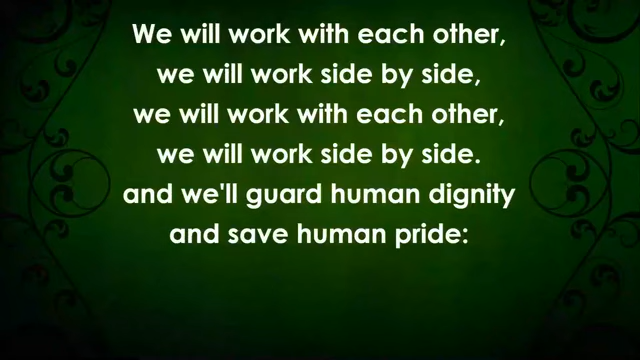 We will work with each other,
we will work side by side,
we will work with each other,
we will work side by side.
and we'll guard human dignity
and save human pride: